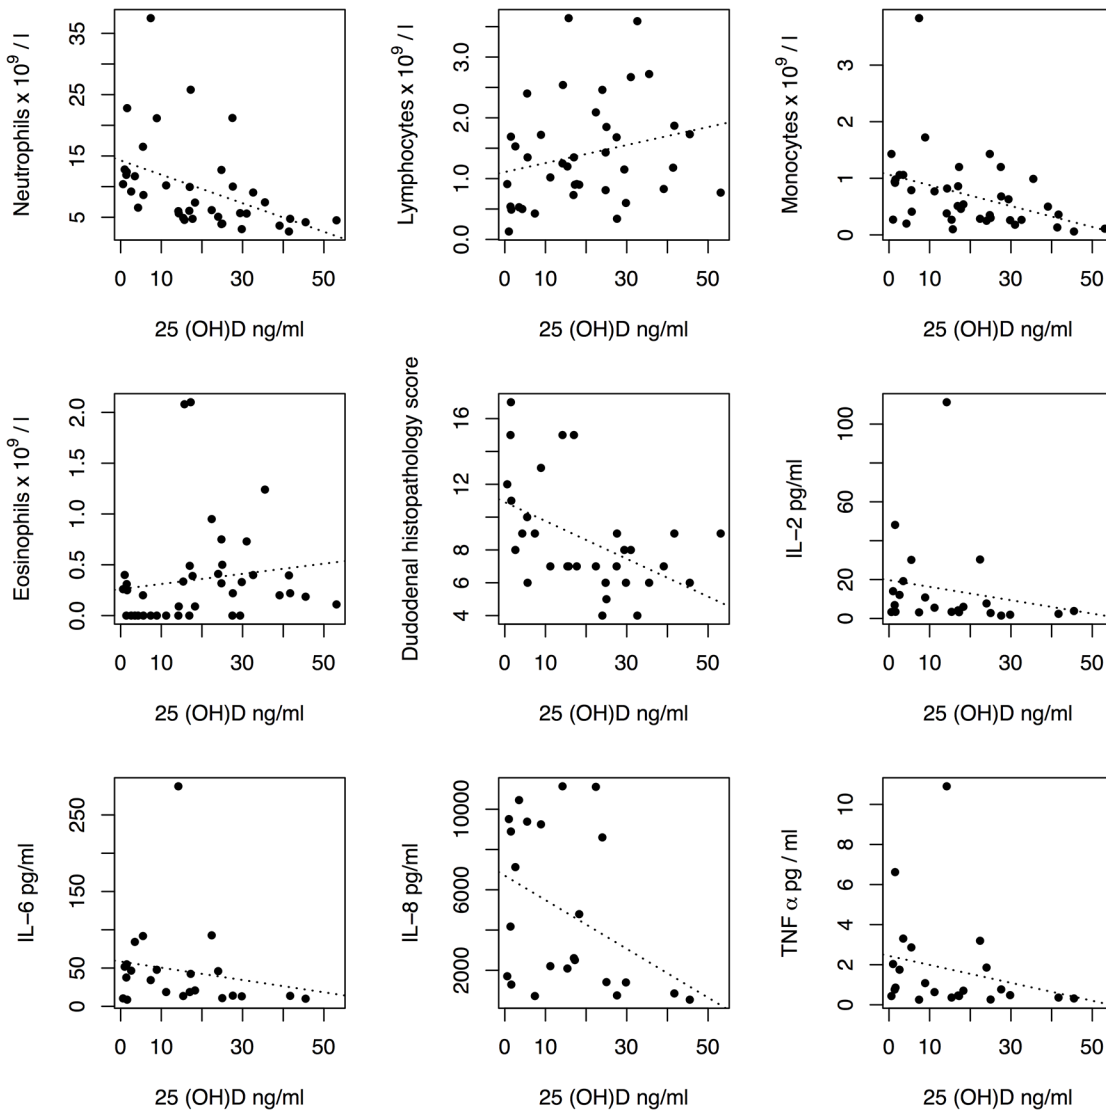 Neutrophils x 10⁹ / l
5 15 25 35
0 10 30 50
25 (OH)D ng/ml
Lymphocytes x 10⁹ / l
0.0 1.0 2.0 3.0
0 10 30 50
25 (OH)D ng/ml
Monocytes x 10⁹ / l
0 1 2 3
0 10 30 50
25 (OH)D ng/ml
Eosinophils x 10⁹ / l
0.0 0.5 1.0 1.5 2.0
0 10 30 50
25 (OH)D ng/ml
Dudodenal histopathology score
4 6 8 12 16
0 10 30 50
25 (OH)D ng/ml
IL−2 pg/ml
0 20 60 100
0 10 30 50
25 (OH)D ng/ml
IL−6 pg/ml
0 50 150 250
0 10 30 50
25 (OH)D ng/ml
IL−8 pg/ml
2000 6000 10000
0 10 30 50
25 (OH)D ng/ml
TNF α pg / ml
0 2 4 6 8 10
0 10 30 50
25 (OH)D ng/ml